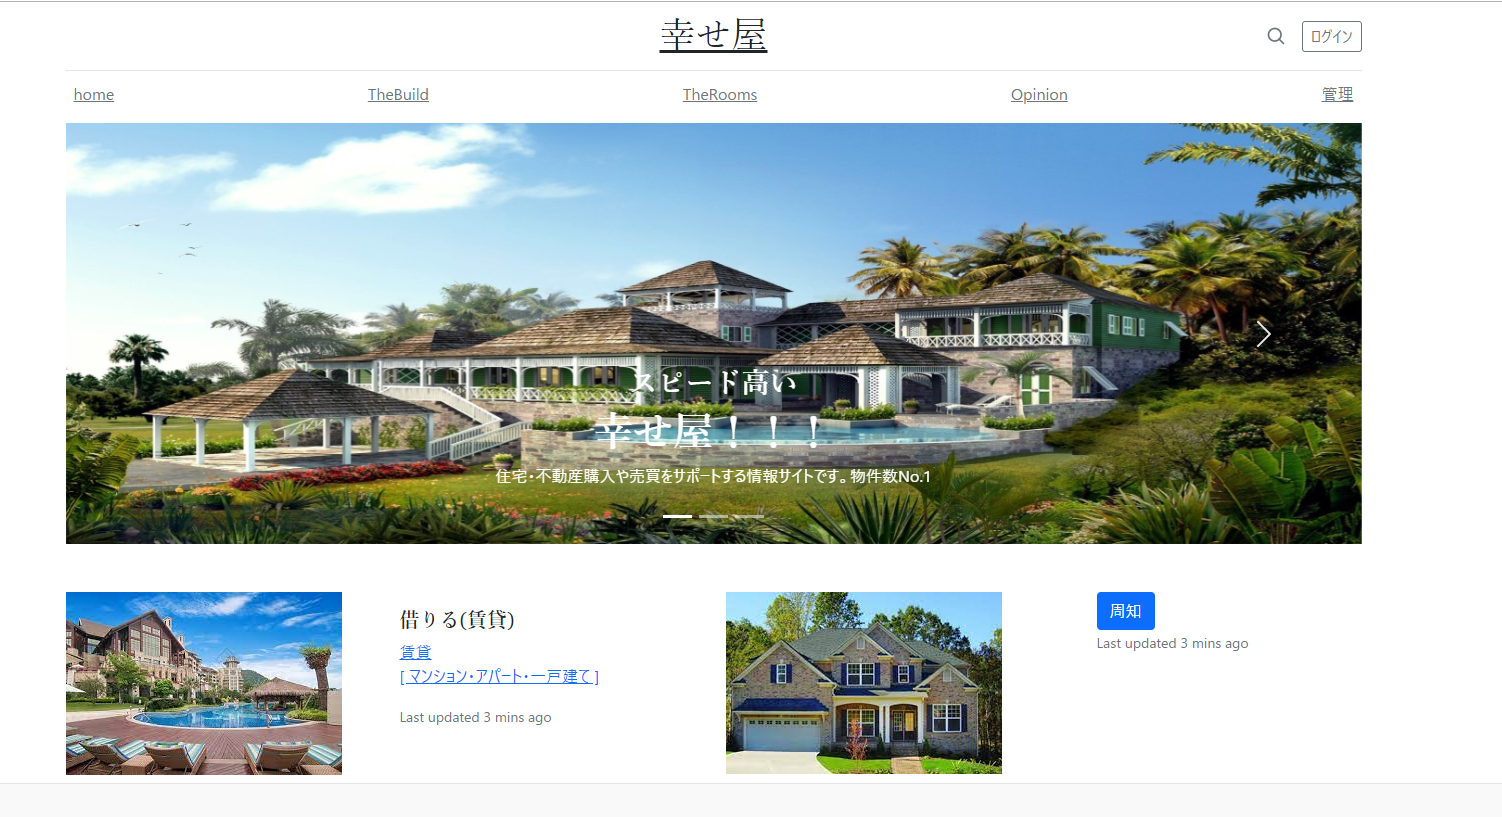 幸せ屋
ログイン
home
TheBuild
TheRooms
Opinion
管理
スピード高い
幸せ屋！！！
住宅・不動産購入や売買をサポートする情報サイトです。物件数No.1
借りる(賃貸)
賃貸
[ マンション・アパート・一戸建て ]
Last updated 3 mins ago
周知
Last updated 3 mins ago